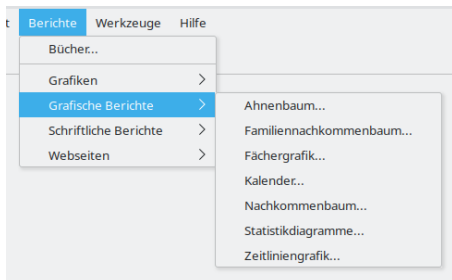 t Berichte Werkzeuge Hilfe
Bücher...
Grafiken
Grafische Berichte
Schriftliche Berichte
Webseiten
Ahnenbaum...
Familiennachkommenbaum...
Fächergrafik...
Kalender...
Nachkommenbaum...
Statistikdiagramme...
Zeitliniengrafik...